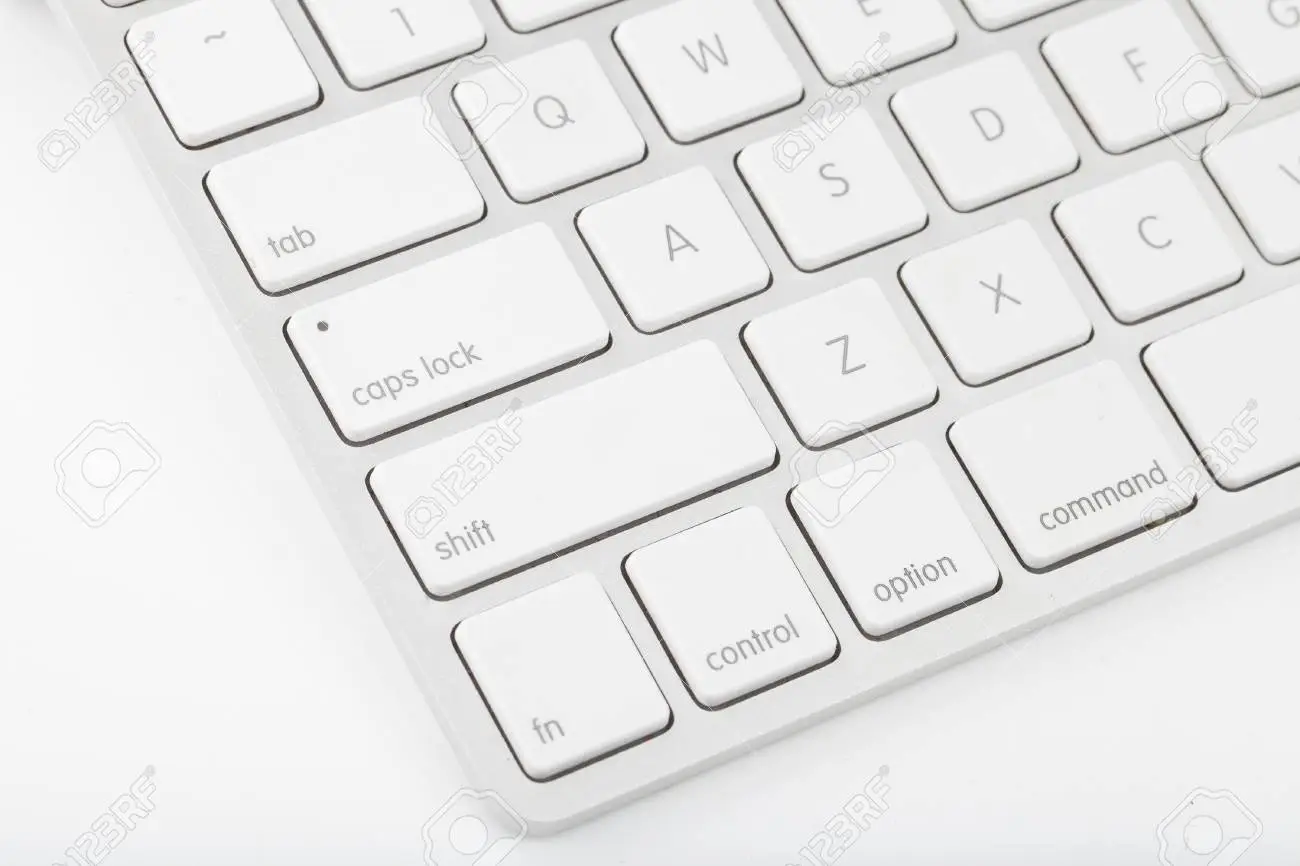 ~ 1
Q W E
tab
A S D F G
caps lock
Z X C V
shift
fn control option command
123RF
123RF
123RF
123RF
123RF
123RF
123RF
123RF